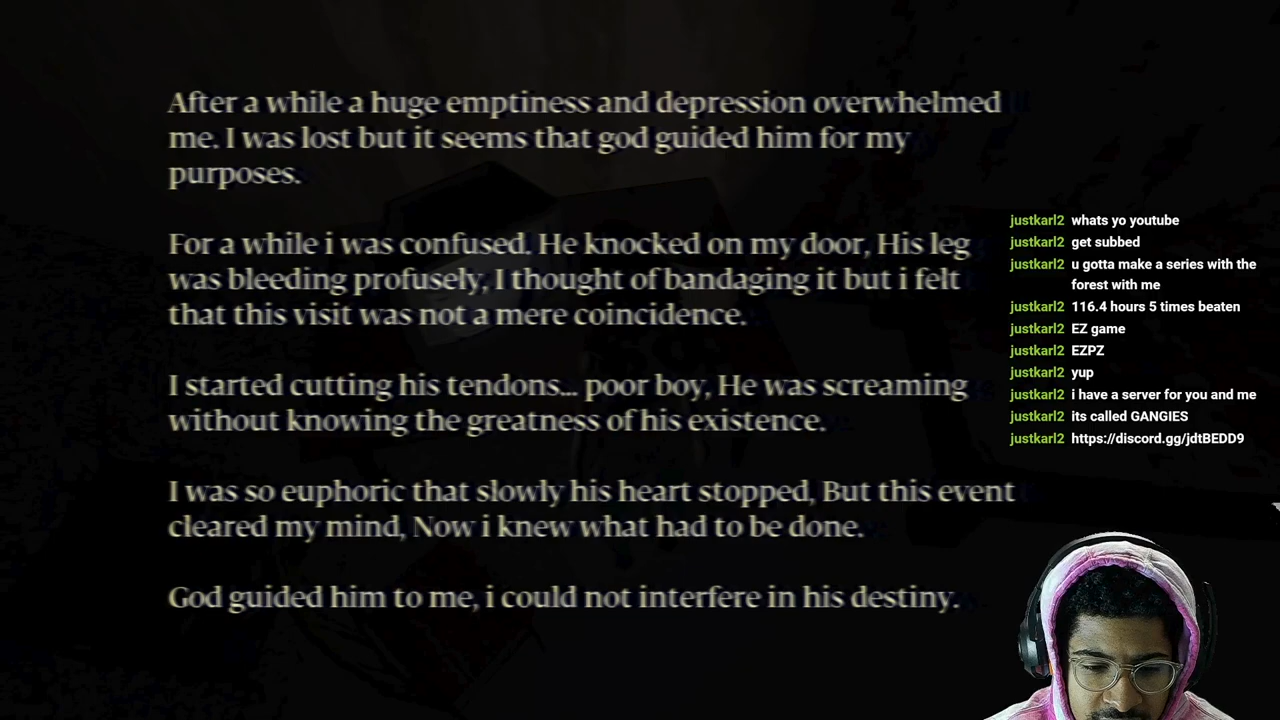 After a while a huge emptiness and depression overwhelmed
me. I was lost but it seems that god guided him for my
purposes.
For a while i was confused. He knocked on my door, His leg
was bleeding profusely, I thought of bandaging it but i felt
that this visit was not a mere coincidence.
I started cutting his tendons... poor boy, He was screaming
without knowing the greatness of his existence.
I was so euphoric that slowly his heart stopped, But this event
cleared my mind, Now i knew what had to be done.
God guided him to me, i could not interfere in his destiny.
justkarl2 whats yo youtube
justkarl2 get subbed
justkarl2 u gotta make a series with the
forest with me
justkarl2 116.4 hours 5 times beaten
justkarl2 EZ game
justkarl2 EZPZ
justkarl2 yup
justkarl2 i have a server for you and me
justkarl2 its called GANGIES
justkarl2 https://discord.gg/jdtBEDD9